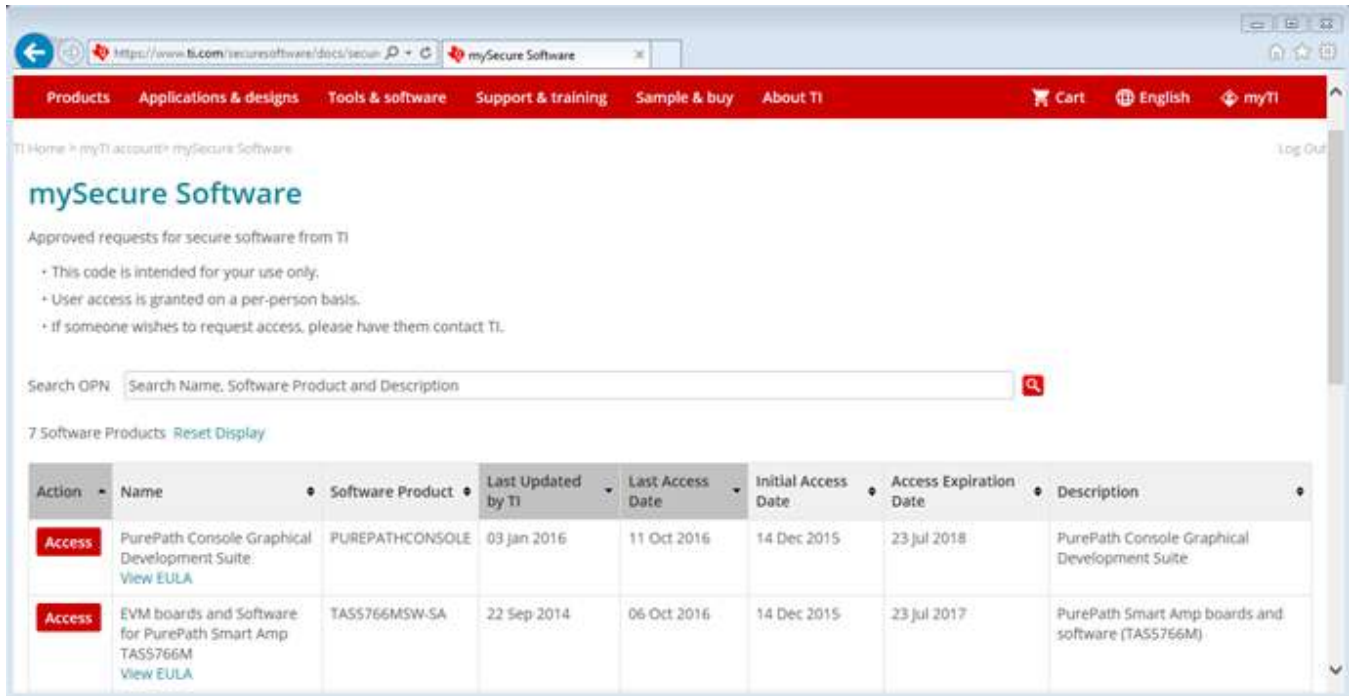 https://www.ti.com/securesoftware/docs/secur
mySecure Software
Products Applications & designs Tools & software Support & training Sample & buy About TI Cart English myTI
TI Home > myTI account> mySecure Software Log Out
mySecure Software
Approved requests for secure software from TI
• This code is intended for your use only.
• User access is granted on a per-person basis.
• If someone wishes to request access, please have them contact TI.
Search OPN Search Name, Software Product and Description
7 Software Products Reset Display
Action Name Software Product Last Updated by TI Last Access Date Initial Access Date Access Expiration Date Description
Access PurePath Console Graphical PUREPATHCONSOLE 03 Jan 2016 11 Oct 2016 14 Dec 2015 23 Jul 2018 PurePath Console Graphical
Development Suite Development Suite
View EULA
Access EVM boards and Software TAS5766MSW-SA 22 Sep 2014 06 Oct 2016 14 Dec 2015 23 Jul 2017 PurePath Smart Amp boards and
for PurePath Smart Amp software (TAS5766M)
TAS5766M
View EULA